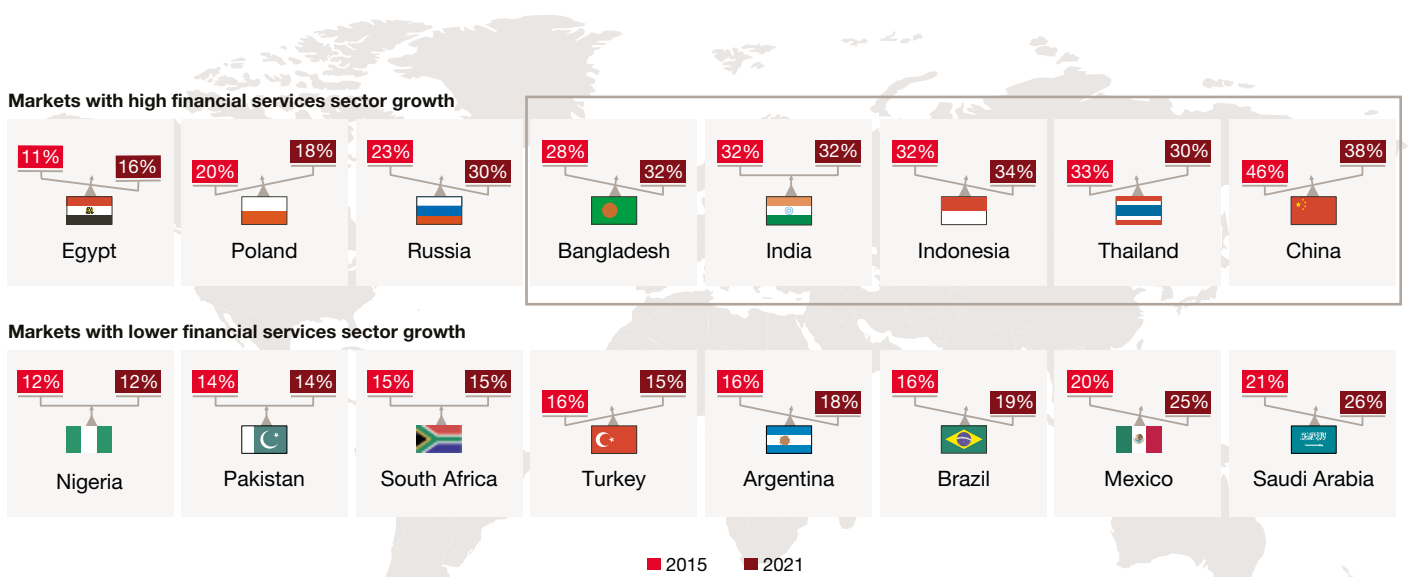 Markets with high financial services sector growth
11% 16%
Egypt
20% 18%
Poland
23% 30%
Russia
28% 32%
Bangladesh
32% 32%
India
32% 34%
Indonesia
33% 30%
Thailand
46% 38%
China
Markets with lower financial services sector growth
12% 12%
Nigeria
14% 14%
Pakistan
15% 15%
South Africa
16% 15%
Turkey
16% 18%
Argentina
16% 19%
Brazil
20% 25%
Mexico
21% 26%
Saudi Arabia
2015 2021